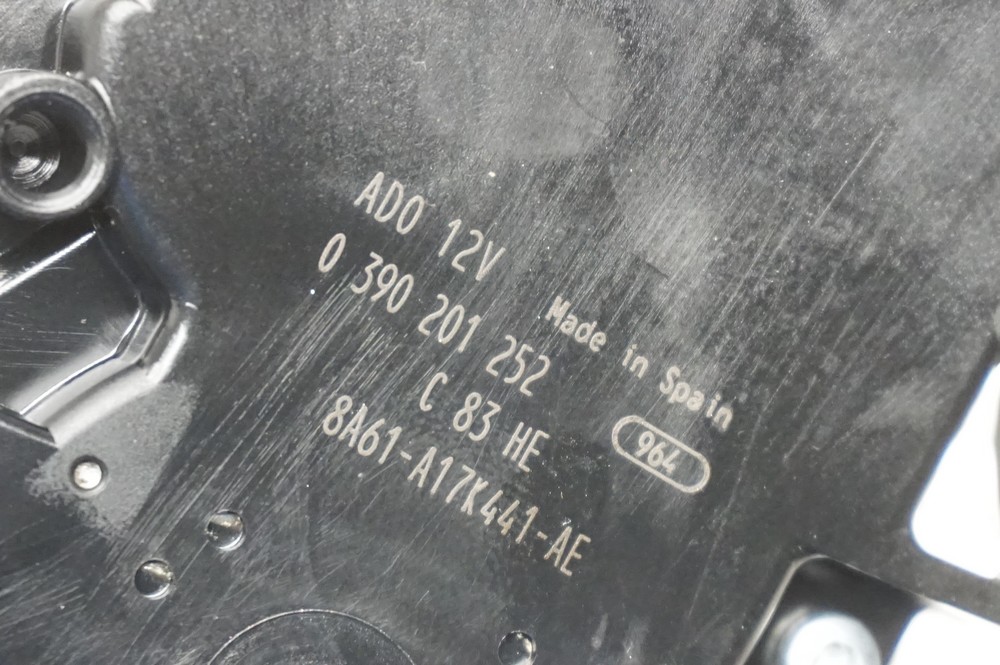 ADO 12V
0 390 201 252
C 83 HE
8A61-A17K441-AE
Made in Spain
964